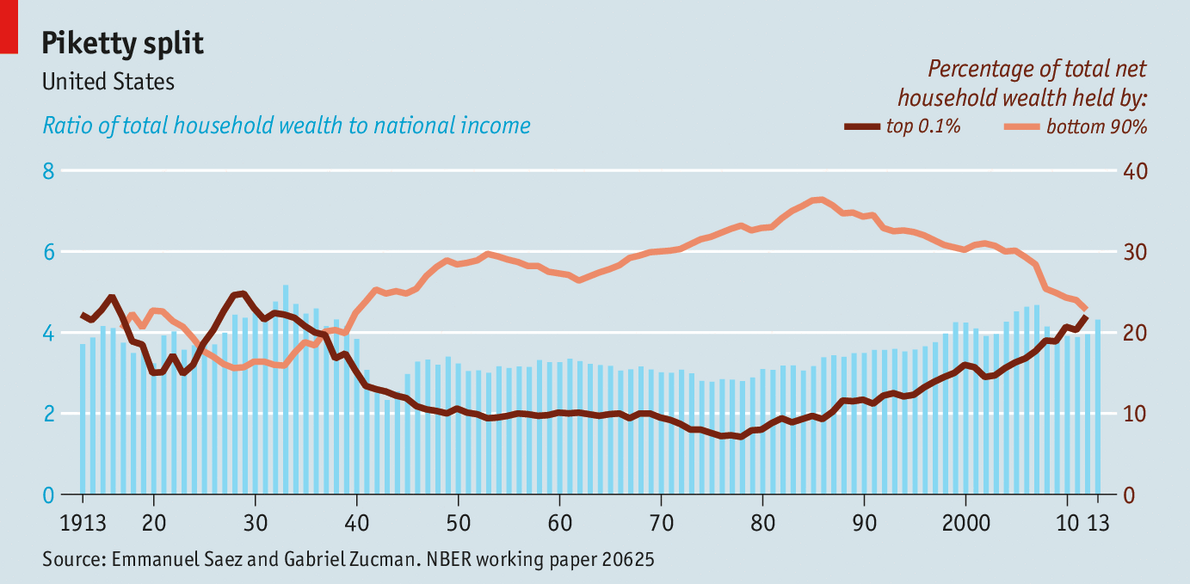 Piketty split
United States
Percentage of total net
household wealth held by:
Ratio of total household wealth to national income
top 0.1% bottom 90%
8 40
6 30
4 20
2 10
0 0
1913 20 30 40 50 60 70 80 90 2000 10 13
Source: Emmanuel Saez and Gabriel Zucman. NBER working paper 20625